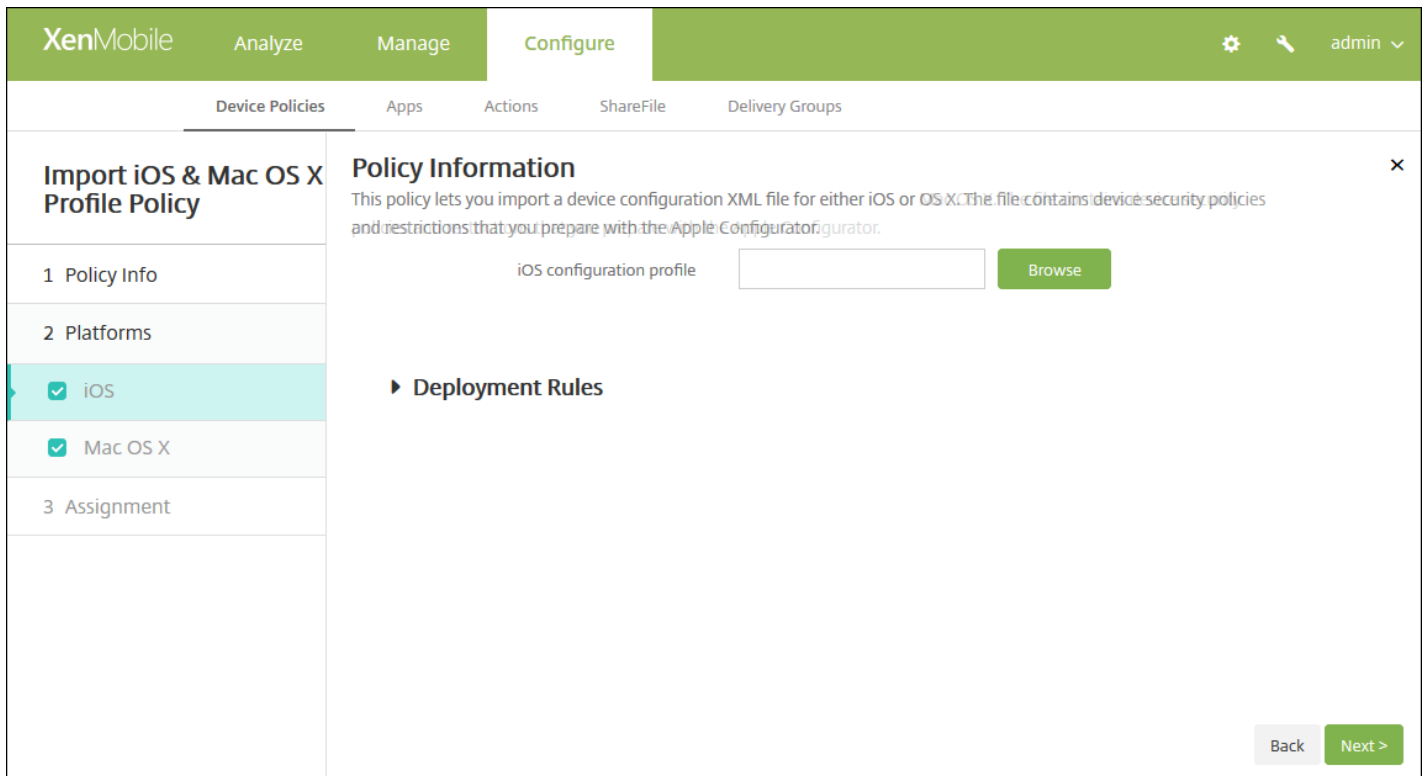 XenMobile Analyze Manage Configure admin
Device Policies Apps Actions ShareFile Delivery Groups
Import iOS & Mac OS X
Profile Policy
1 Policy Info
2 Platforms
iOS
Mac OS X
3 Assignment
Policy Information
This policy lets you import a device configuration XML file for either iOS or OS X. The file contains device security policies
and restrictions that you prepare with the Apple Configurator.
iOS configuration profile Browse
Deployment Rules
Back Next >